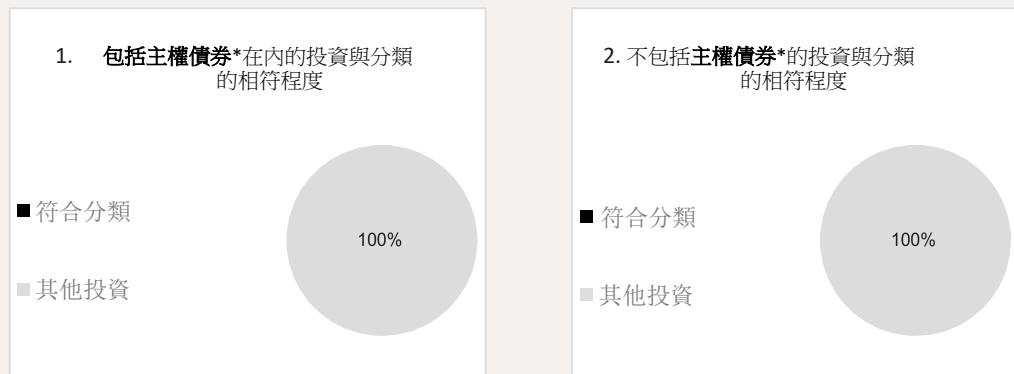 1. 包括主權債券*在內的投資與分類
的相符程度
符合分類
100%
其他投資
2. 不包括主權債券*的投資與分類
的相符程度
符合分類
100%
其他投資